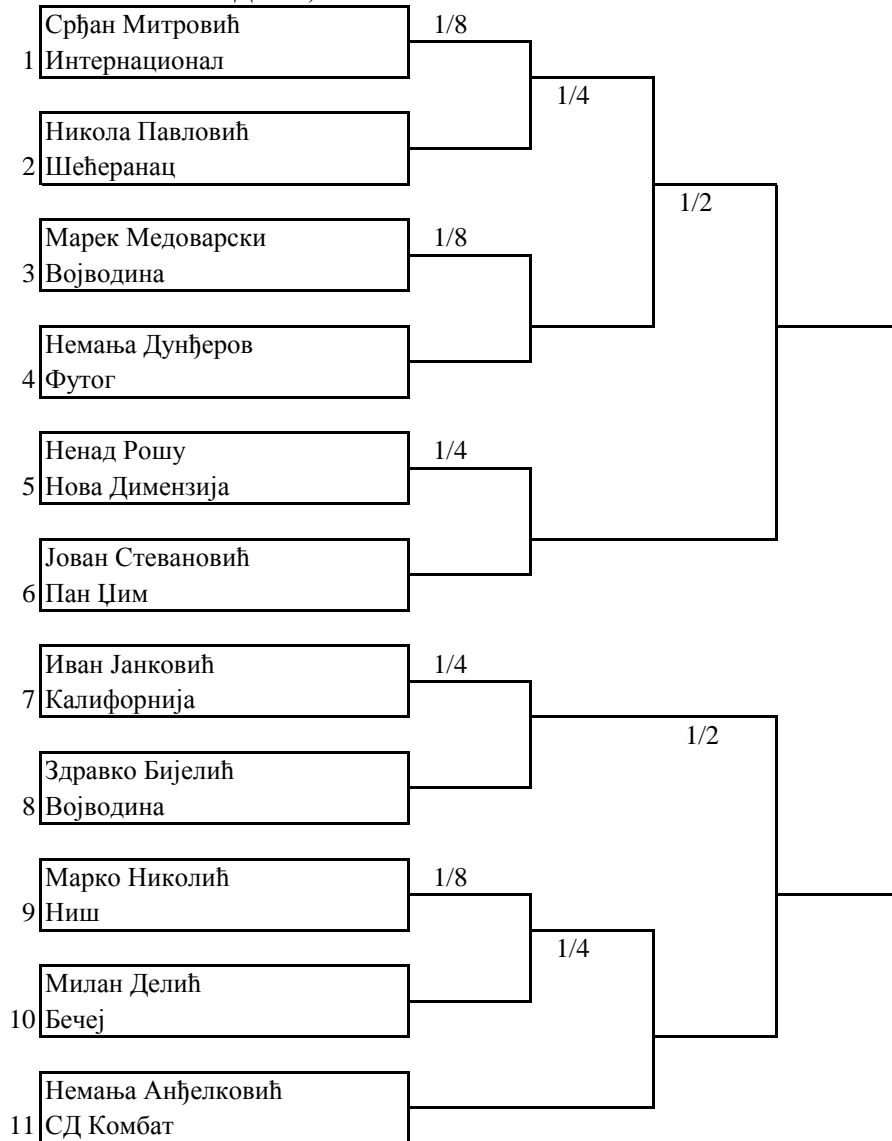 Срђан Митровић
1/8
1 Интернационал
1/4
Никола Павловић
2 Шећеранац
1/2
Марек Медоварски
1/8
3 Војводина
Немања Дунђеров
4 Футог
Ненад Рошу
1/4
5 Нова Димензија
Јован Стевановић
6 Пан Џим
Иван Јанковић
1/4
7 Калифорнија
1/2
Здравко Бијелић
8 Војводина
Марко Николић
1/8
9 Ниш
1/4
Милан Делић
10 Бечеј
Немања Анђелковић
11 СД Комбат